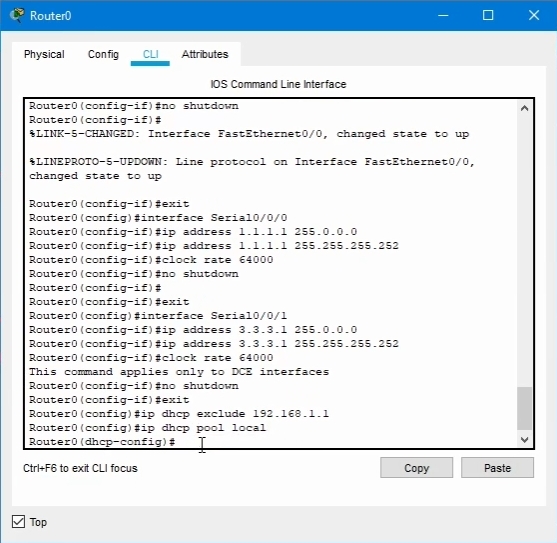 Router0
Physical Config CLI Attributes
IOS Command Line Interface
Router0(config-if)#no shutdown
Router0(config-if)#
%LINK-5-CHANGED: Interface FastEthernet0/0, changed state to up
%LINEPROTO-5-UPDOWN: Line protocol on Interface FastEthernet0/0,
changed state to up
Router0(config-if)#exit
Router0(config)#interface Serial0/0/0
Router0(config-if)#ip address 1.1.1.1 255.0.0.0
Router0(config-if)#ip address 1.1.1.1 255.255.255.252
Router0(config-if)#clock rate 64000
Router0(config-if)#no shutdown
Router0(config-if)#
Router0(config-if)#exit
Router0(config)#interface Serial0/0/1
Router0(config-if)#ip address 3.3.3.1 255.0.0.0
Router0(config-if)#ip address 3.3.3.1 255.255.255.252
Router0(config-if)#clock rate 64000
This command applies only to DCE interfaces
Router0(config-if)#no shutdown
Router0(config-if)#exit
Router0(config)#ip dhcp exclude 192.168.1.1
Router0(config)#ip dhcp pool local
Router0(dhcp-config)#
Ctrl+F6 to exit CLI focus
Copy Paste
Top